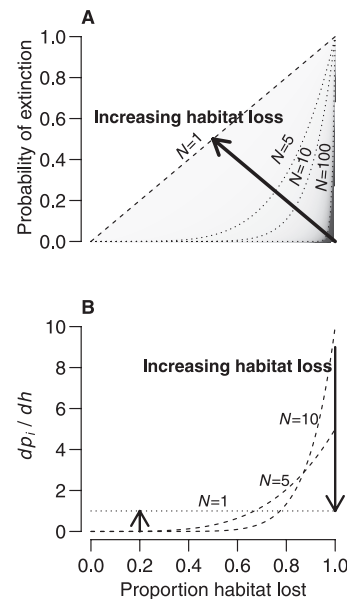 A
Probability of extinction
1.0
0.8
0.6
0.4
0.2
0.0
Increasing habitat loss
N=1
N=5
N=10
N=100
B
dpᵢ / dh
10
8
6
4
2
0
Increasing habitat loss
N=10
N=5
N=1
0.0 0.2 0.4 0.6 0.8 1.0
Proportion habitat lost